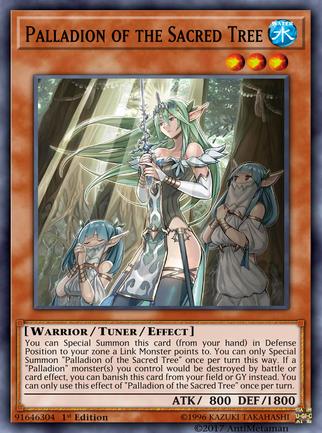 PALLADION OF THE SACRED TREE
WATER
水
[WARRIOR/TUNER/EFFECT]
You can Special Summon this card (from your hand) in Defense
Position to your zone a Link Monster points to. You can only Special
Summon "Palladion of the Sacred Tree" once per turn this way. If a
"Palladion" monster(s) you control would be destroyed by battle or
card effect, you can banish this card from your field or GY instead. You
can only use this effect of "Palladion of the Sacred Tree" once per turn.
ATK/ 800 DEF/1800
91646304 1st Edition ©1996 KAZUKI TAKAHASHI
©2017 AntiMetaman